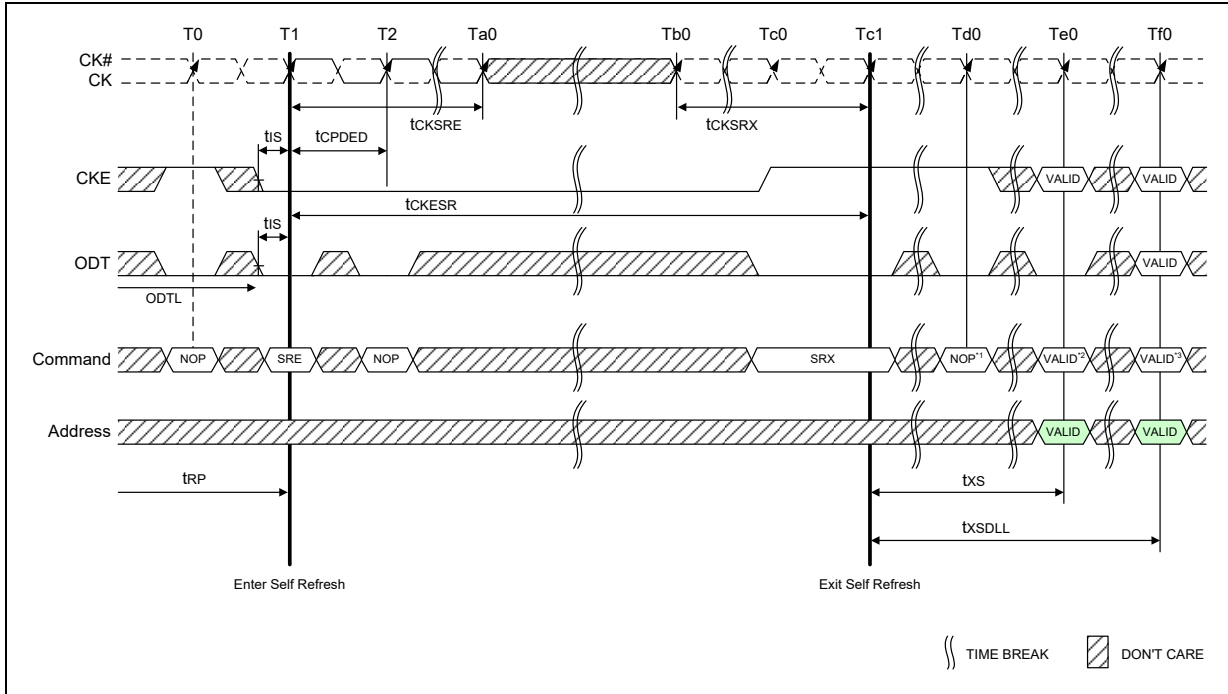 T0 T1 T2 Ta0 Tb0 Tc0 Tc1 Td0 Te0 Tf0
CK#
CK
tCKSRE tCKSRX
tIS tCPDED
CKE VALID VALID
tCKESR
tIS
ODT VALID
ODTL
Command NOP SRE NOP SRX NOP*1 VALID*2 VALID*3
Address VALID VALID
tRP tXS
tXSDLL
Enter Self Refresh Exit Self Refresh
TIME BREAK DON'T CARE